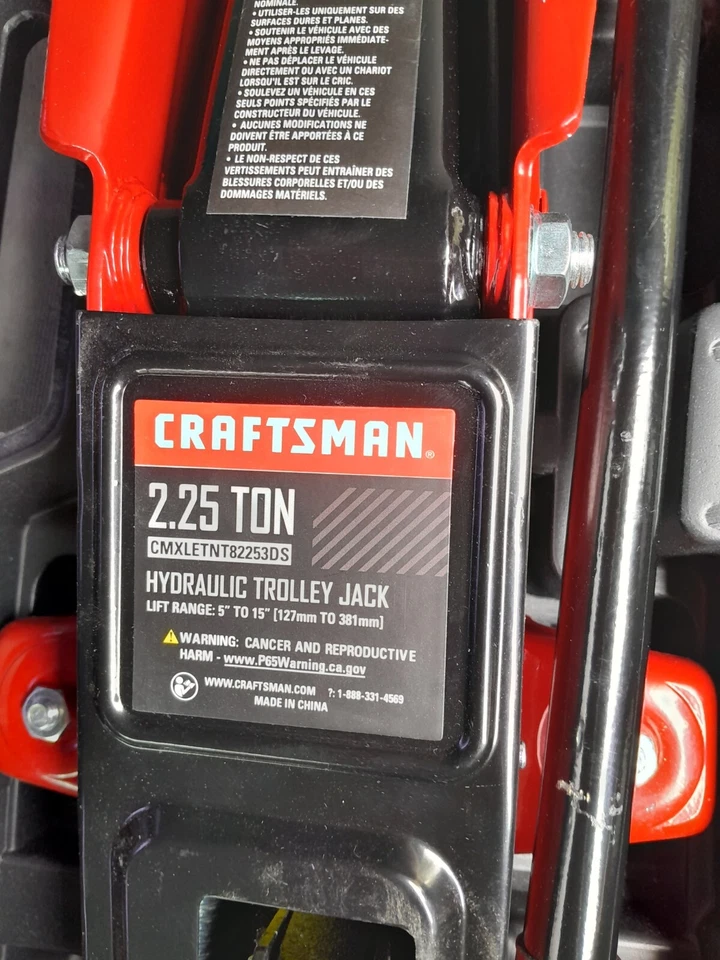 NOMINALE.
• UTILISER-LES UNIQUEMENT SUR DES
SURFACES DURES ET PLANES.
• SOUTENIR LE VÉHICULE AVEC DES
MOYENS APPROPRIÉS IMMÉDIATE-
MENT APRÈS LE LEVAGE.
• NE PAS DÉPLACER LE VÉHICULE
DIRECTEMENT OU AVEC UN CHARIOT
LORSQU'IL EST SUR LE CRIC.
• SOULEVEZ UN VÉHICULE EN CES
SEULS POINTS SPÉCIFIÉS PAR LE
CONSTRUCTEUR DU VÉHICULE.
• AUCUNES MODIFICATIONS NE
DOIVENT ÊTRE APPORTÉES À CE
PRODUIT.
• LE NON-RESPECT DE CES
VERTISSEMENTS PEUT ENTRAÎNER DES
BLESSURES CORPORELLES ET/OU DES
DOMMAGES MATÉRIELS.
CRAFTSMAN®
2.25 TON
CMXLETNT82253DS
HYDRAULIC TROLLEY JACK
LIFT RANGE: 5" TO 15" [127mm TO 381mm]
WARNING: CANCER AND REPRODUCTIVE
HARM - www.P65Warning.ca.gov
WWW.CRAFTSMAN.COM ?: 1-888-331-4569
MADE IN CHINA